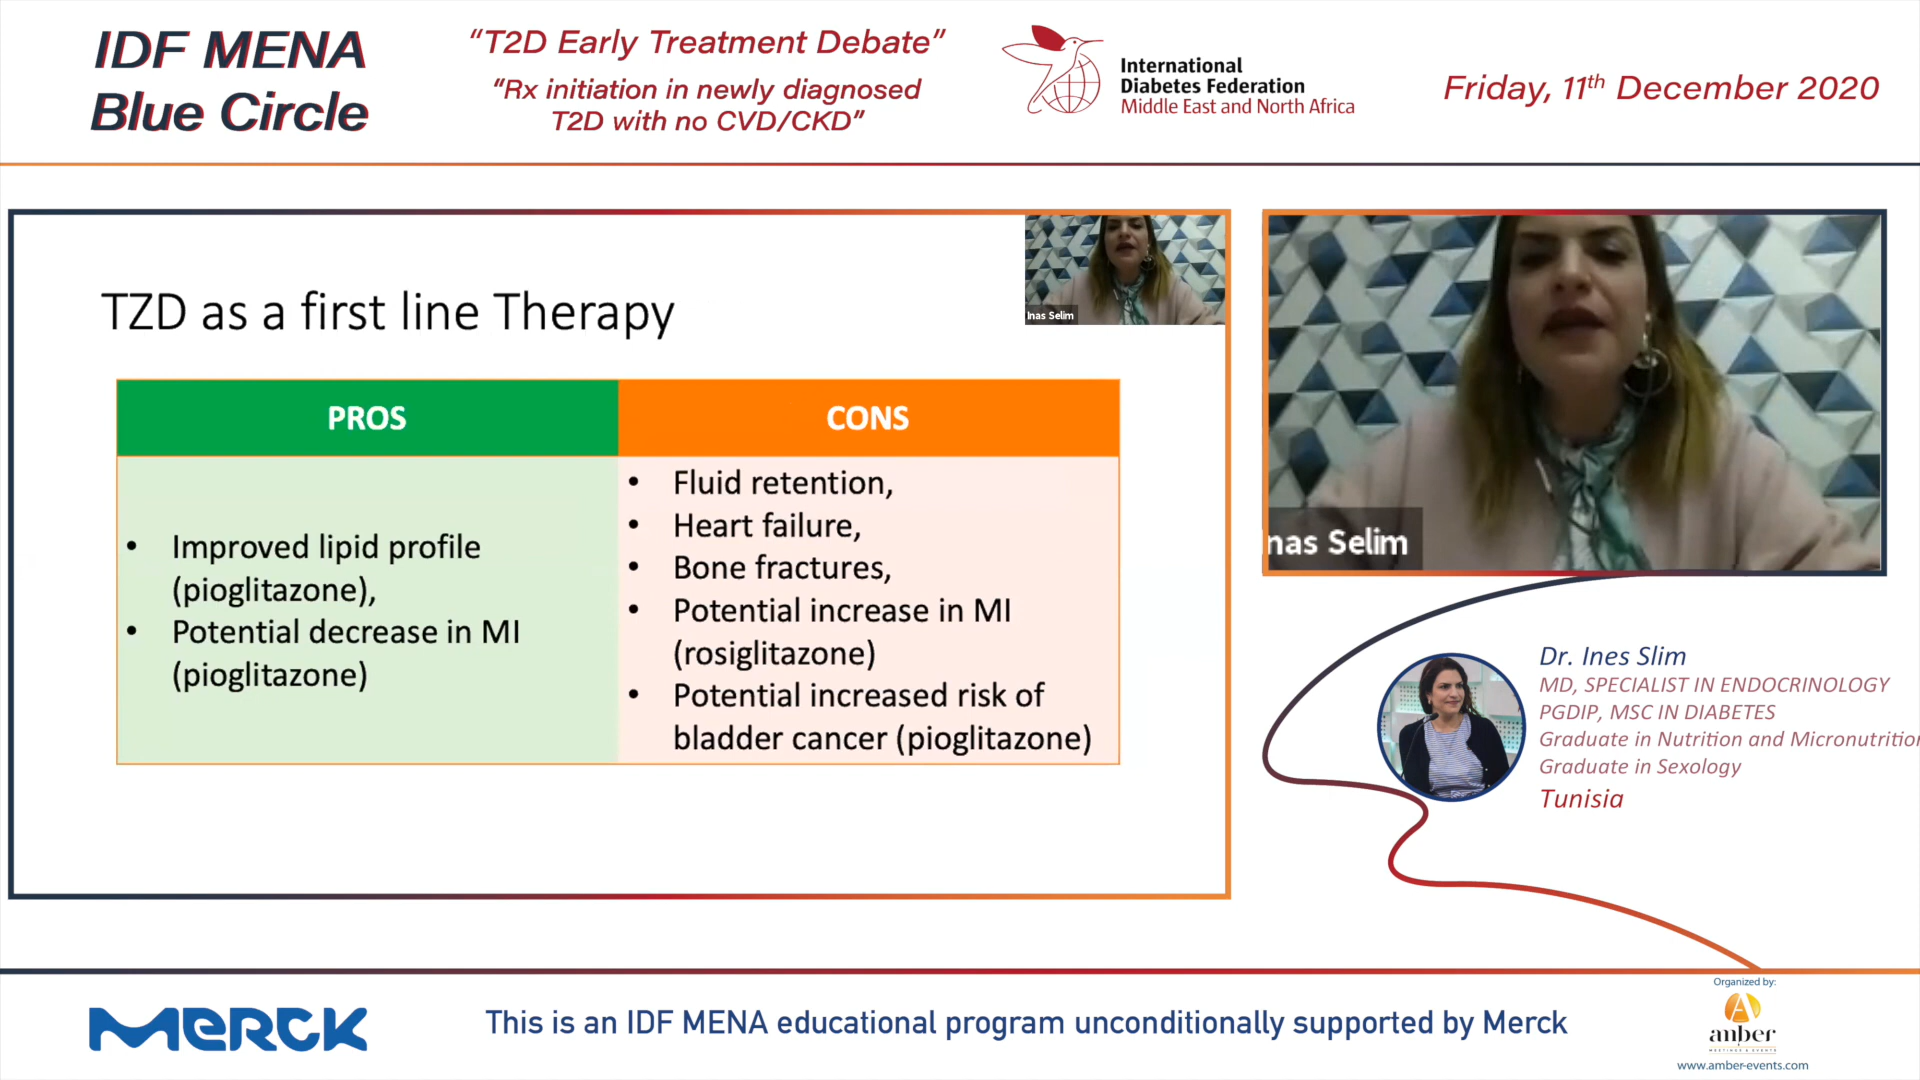 IDF MENA
Blue Circle
“T2D Early Treatment Debate”
“Rx initiation in newly diagnosed
T2D with no CVD/CKD”
International
Diabetes Federation
Middle East and North Africa
Friday, 11th December 2020
TZD as a first line Therapy
Inas Selim
PROS
CONS
• Improved lipid profile
(pioglitazone),
• Potential decrease in MI
(pioglitazone)
• Fluid retention,
• Heart failure,
• Bone fractures,
• Potential increase in MI
(rosiglitazone)
• Potential increased risk of
bladder cancer (pioglitazone)
nas Selim
Dr. Ines Slim
MD, SPECIALIST IN ENDOCRINOLOGY
PGDIP, MSC IN DIABETES
Graduate in Nutrition and Micronutrition
Graduate in Sexology
Tunisia
MERCK
This is an IDF MENA educational program unconditionally supported by Merck
Organized by:
amber
MEETINGS & EVENTS
www.amber-events.com